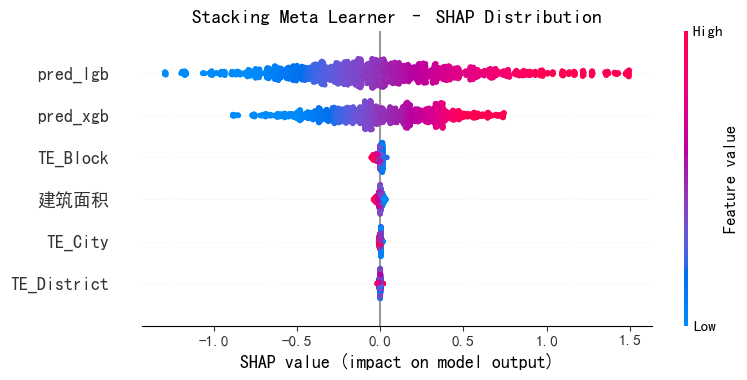 Stacking Meta Learner – SHAP Distribution
High
pred_lgb
pred_xgb
TE_Block
建筑面积
TE_City
TE_District
Feature value
Low
-1.0 -0.5 0.0 0.5 1.0 1.5
SHAP value (impact on model output)